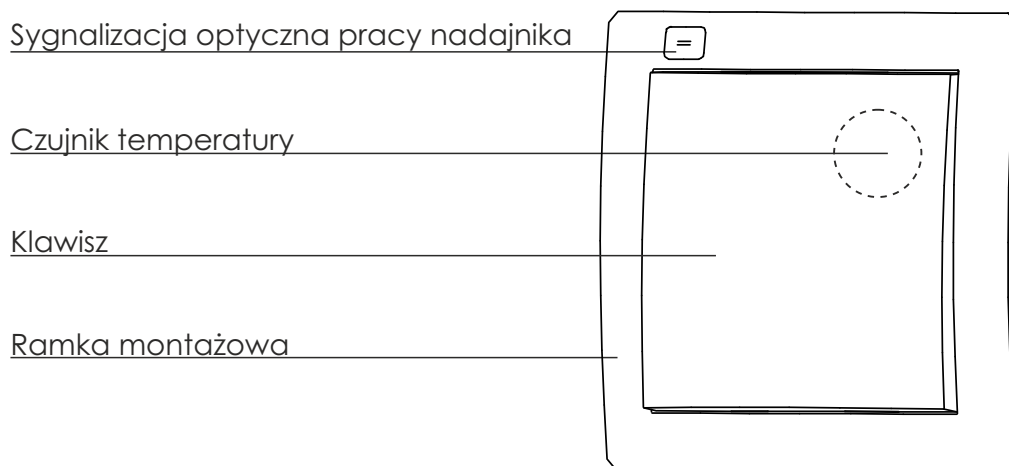 Sygnalizacja optyczna pracy nadajnika
Czujnik temperatury
Klawisz
Ramka montażowa